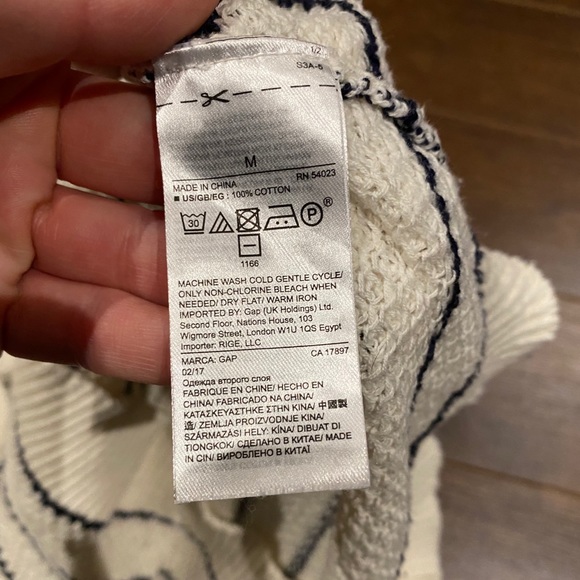 1/2
S3A-6
M
MADE IN CHINA RN 54023
■ US/GB/EG : 100% COTTON
30 P ®
1166
MACHINE WASH COLD GENTLE CYCLE/
ONLY NON-CHLORINE BLEACH WHEN
NEEDED/ DRY FLAT/ WARM IRON
IMPORTED BY: Gap (UK Holdings) Ltd.
Second Floor, Nations House, 103
Wigmore Street, London W1U 1QS Egypt
Importer: RIGE, LLC
MARCA: GAP CA 17897
02/17
Одежда второго слоя
FABRIQUE EN CHINE/ HECHO EN
CHINA/ FABRICADO NA CHINA/
ΚΑΤΑΣΚΕΥΑΣΤΗΚΕ ΣΤΗΝ ΚΙΝΑ/ 中國製
造/ ZEMLJA PROIZVODNJE KINA/
SZÁRMAZÁSI HELY: KÍNA/ DIBUAT DI
TIONGKOK/ СДЕЛАНО В КИТАЕ/ MADE
IN CIN/ ВИРОБЛЕНО В КИТАЇ